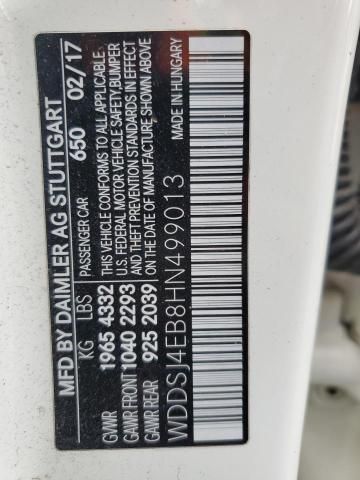 MFD BY DAIMLER AG STUTTGART
KG LBS PASSENGER CAR 650 02/17
GVWR 1965 4332 THIS VEHICLE CONFORMS TO ALL APPLICABLE
GAWR FRONT 1040 2293 U.S. FEDERAL MOTOR VEHICLE SAFETY, BUMPER
GAWR REAR 925 2039 AND THEFT PREVENTION STANDARDS IN EFFECT
ON THE DATE OF MANUFACTURE SHOWN ABOVE
WDDSJ4EB8HN499013 MADE IN HUNGARY